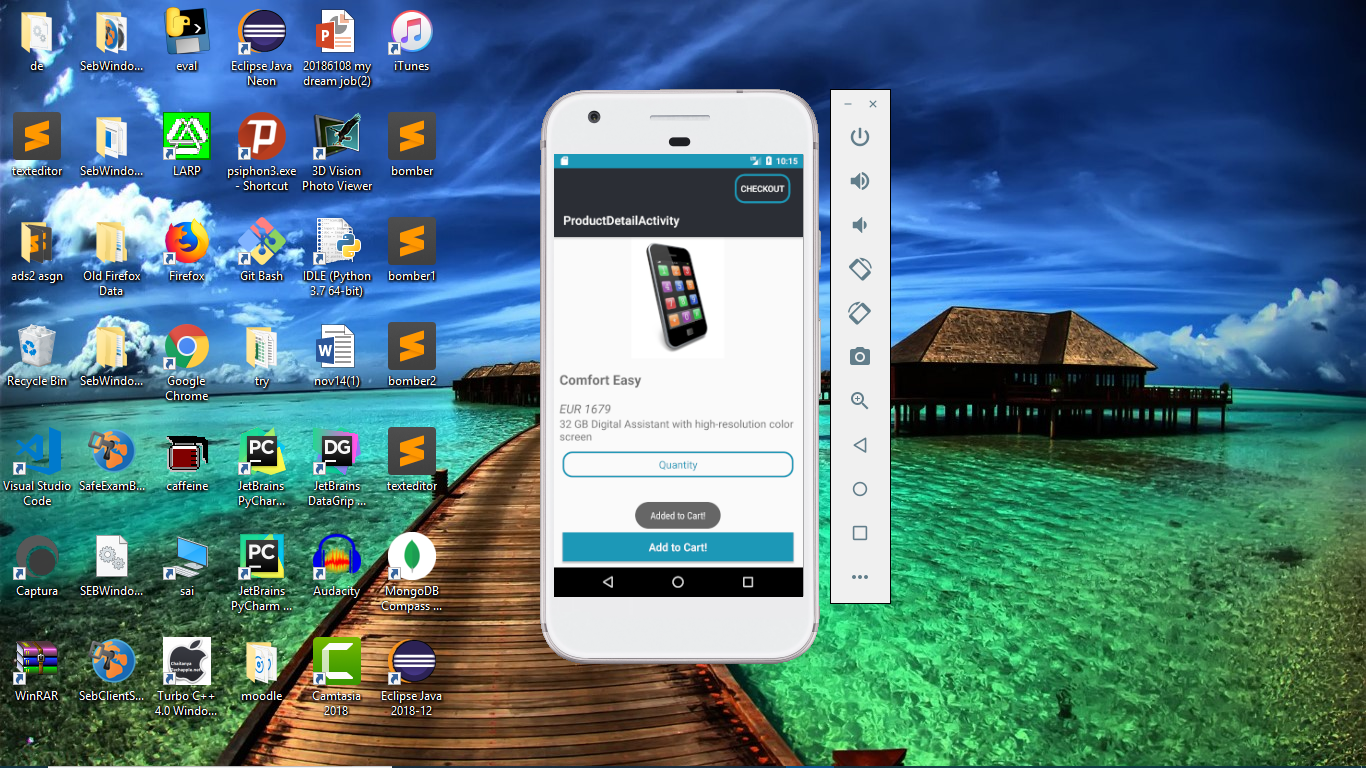 de
SebWindo...
eval
Eclipse Java
Neon
20186108 my
dream job(2)
iTunes
texteditor
SebWindo...
LARP
psiphon3.exe
- Shortcut
3D Vision
Photo Viewer
bomber
ads2 asgn
Old Firefox
Data
Firefox
Git Bash
IDLE (Python
3.7 64-bit)
bomber1
Recycle Bin
SebWindo...
Google
Chrome
try
nov14(1)
bomber2
Visual Studio
Code
SafeExamB...
caffeine
PC
JetBrains
PyChar...
DG
JetBrains
DataGrip ...
texteditor
Captura
SEBWindo...
sai
PC
JetBrains
PyCharm ...
Audacity
MongoDB
Compass ...
WinRAR
SebClientS...
Turbo C++
4.0 Windo...
moodle
Camtasia
2018
Eclipse Java
2018-12
10:15
CHECKOUT
ProductDetailActivity
Comfort Easy
EUR 1679
32 GB Digital Assistant with high-resolution color
screen
Quantity
Added to Cart!
Add to Cart!